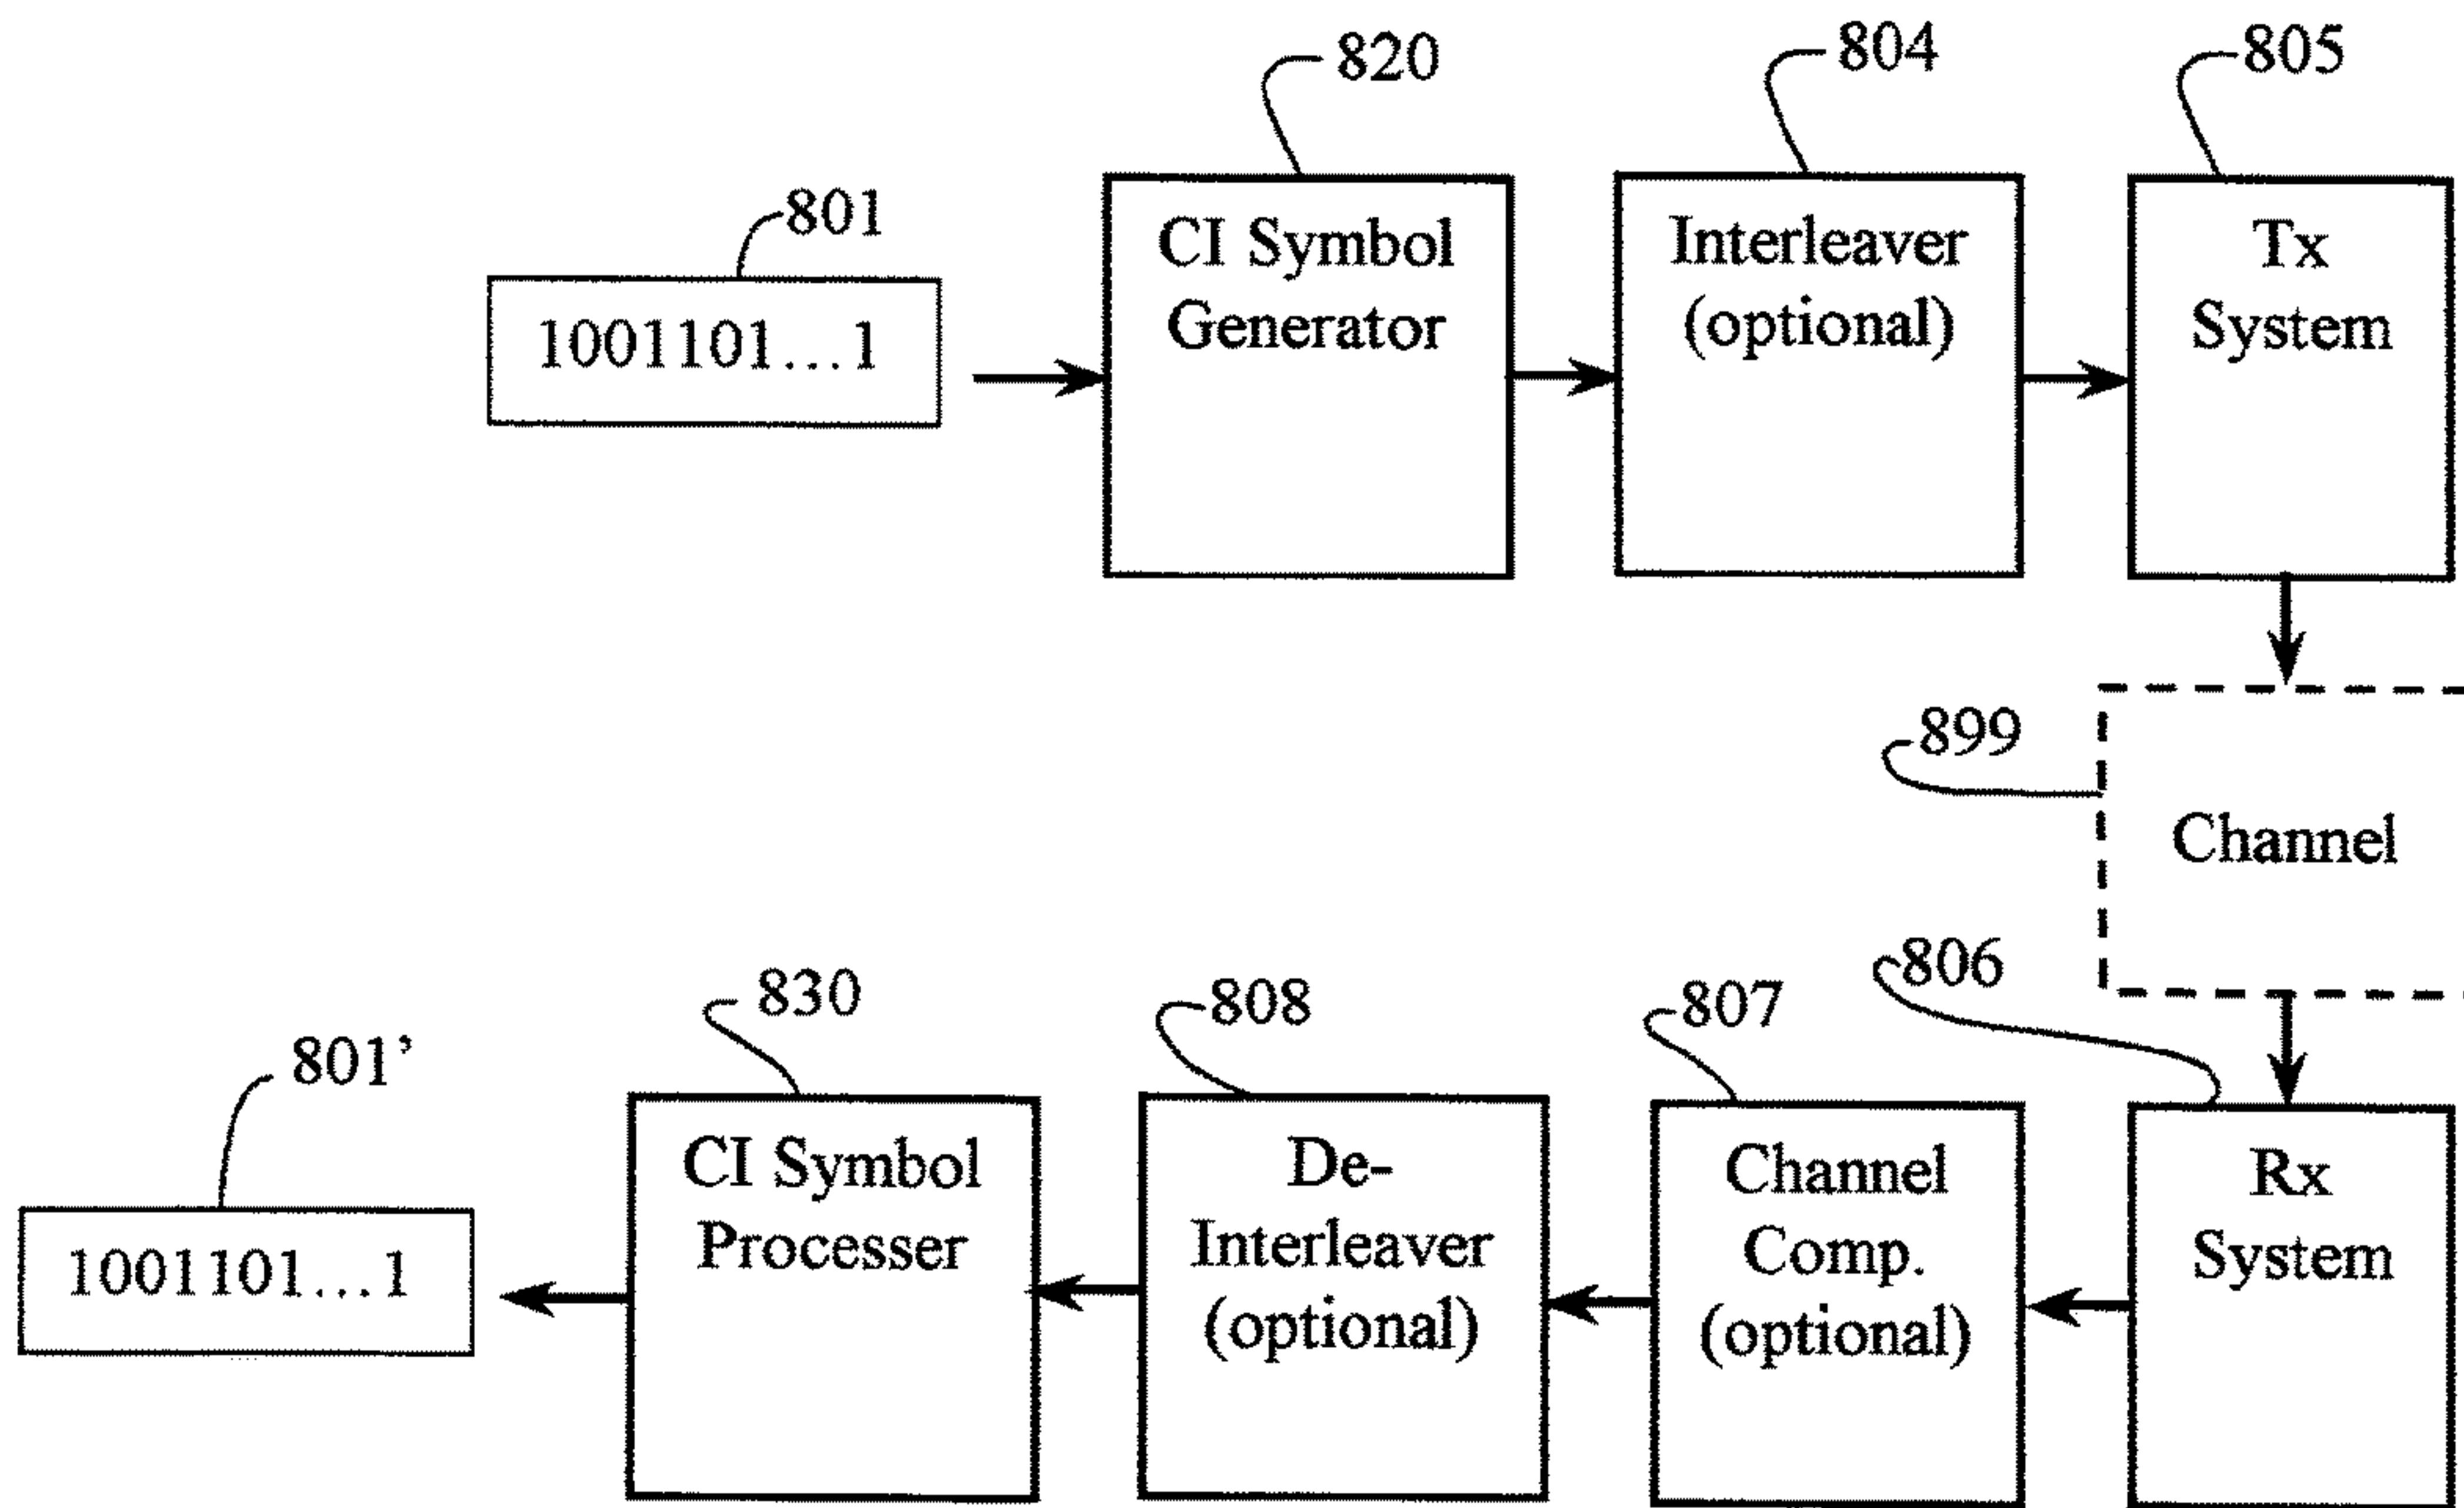 820
804
805
801
1001101...1
CI Symbol
Generator
Interleaver
(optional)
Tx
System
899
Channel
806
807
808
830
801’
Rx
System
Channel
Comp.
(optional)
De-
Interleaver
(optional)
CI Symbol
Processer
1001101...1